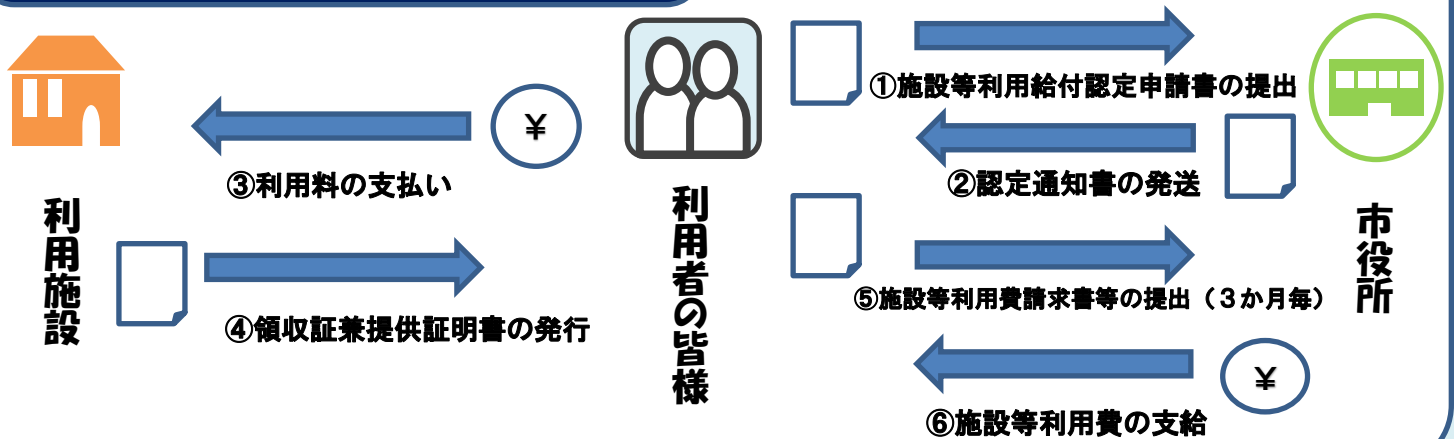 ①施設等利用給付認定申請書の提出
¥
②認定通知書の発送
③利用料の支払い
利用施設
利用者の皆様
市役所
⑤施設等利用費請求書等の提出（３か月毎）
④領収証兼提供証明書の発行
¥
⑥施設等利用費の支給